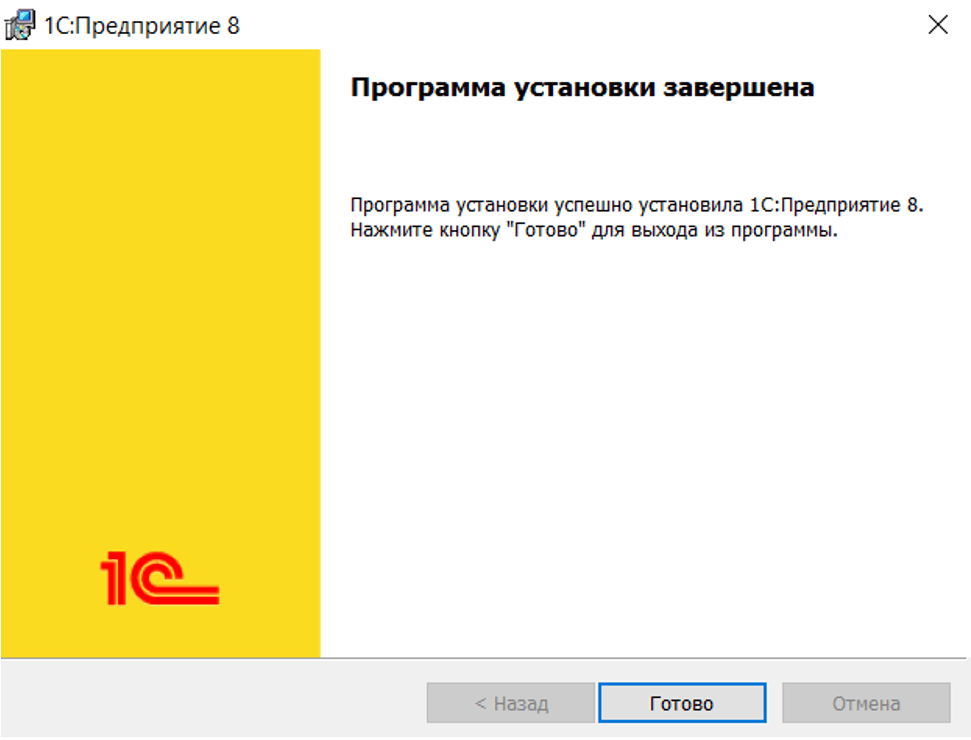 1С:Предприятие 8
Программа установки завершена
Программа установки успешно установила 1С:Предприятие 8.
Нажмите кнопку "Готово" для выхода из программы.
1С
< Назад
Готово
Отмена